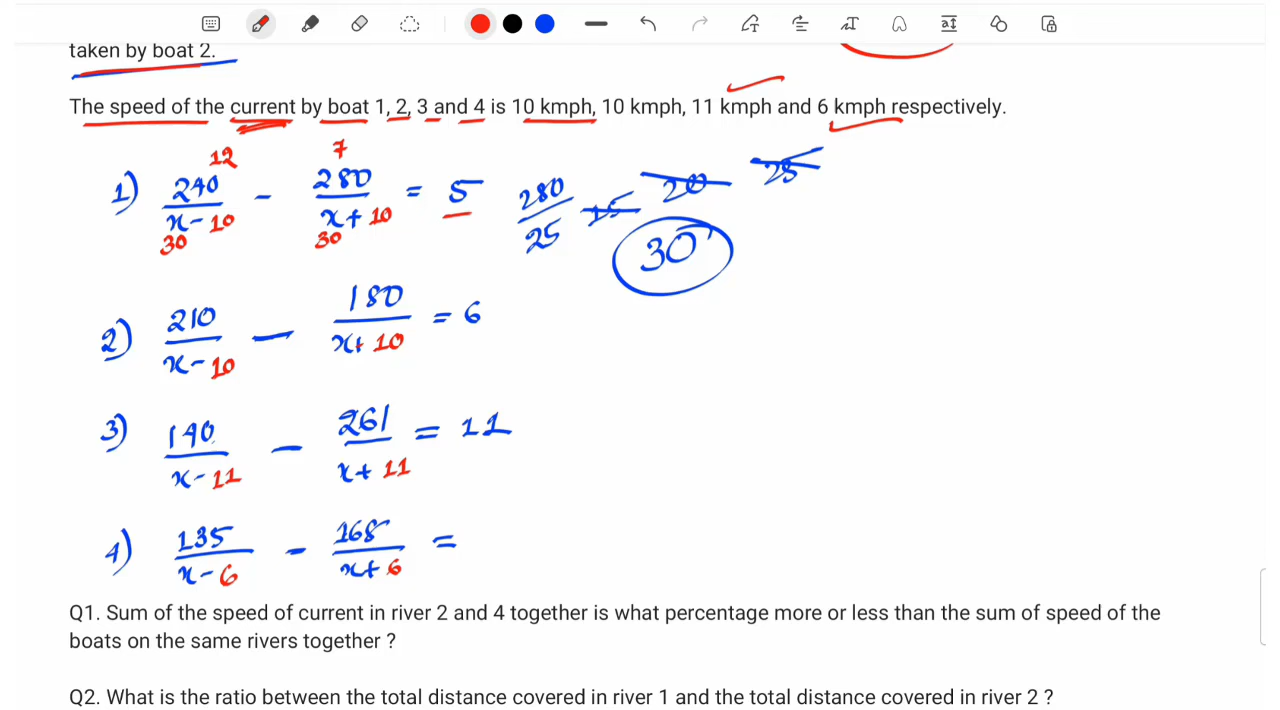 taken by boat 2.
The speed of the current by boat 1, 2, 3 and 4 is 10 kmph, 10 kmph, 11 kmph and 6 kmph respectively.
12 7
1) 240 / x - 10 - 280 / x + 10 = 5 280 / 25 15 20 25
30 30 30
2) 210 / x - 10 - 180 / x + 10 = 6
3) 140 / x - 11 - 261 / x + 11 = 11
4) 135 / x - 6 - 168 / x + 6 =
Q1. Sum of the speed of current in river 2 and 4 together is what percentage more or less than the sum of speed of the
boats on the same rivers together ?
Q2. What is the ratio between the total distance covered in river 1 and the total distance covered in river 2 ?